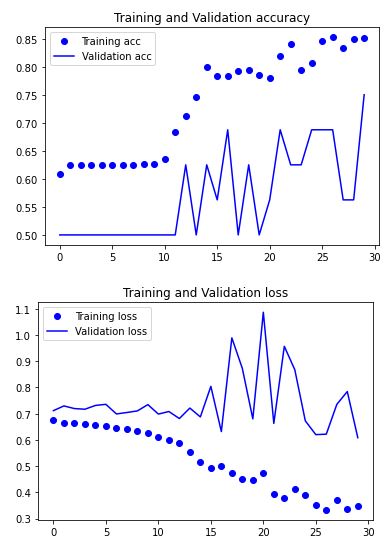 Training and Validation accuracy
0.85
0.80
0.75
0.70
0.65
0.60
0.55
0.50
Training acc
Validation acc
0 5 10 15 20 25 30
Training and Validation loss
1.1
1.0
0.9
0.8
0.7
0.6
0.5
0.4
0.3
Training loss
Validation loss
0 5 10 15 20 25 30